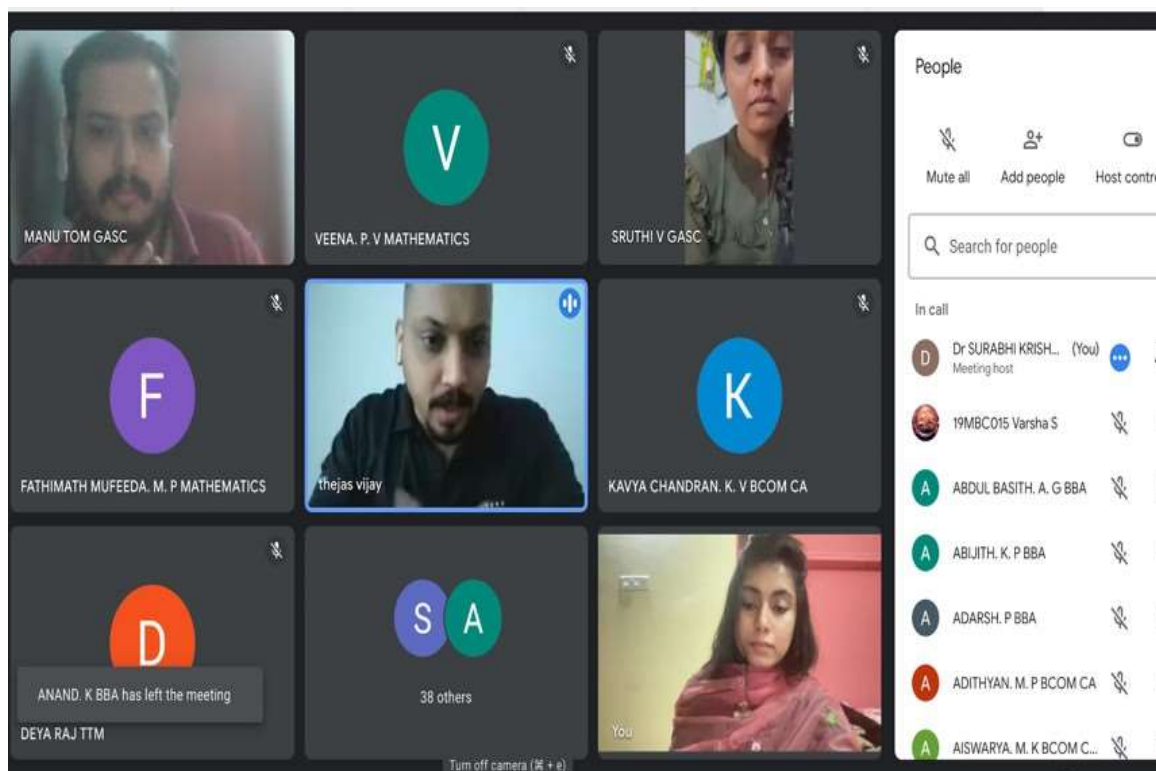 MANU TOM GASC
V
VEENA. P. V MATHEMATICS
SRUTHI V GASC
F
FATHIMATH MUFEEDA. M. P MATHEMATICS
thejas vijay
K
KAVYA CHANDRAN. K. V BCOM CA
D
ANAND. K BBA has left the meeting
DEYA RAJ TTM
S A
38 others
You
Turn off camera (⌘ + e)
People
Mute all
Add people
Host contr
Search for people
In call
D
Dr SURABHI KRISH... (You)
Meeting host
19MBC015 Varsha S
A ABDUL BASITH. A. G BBA
A ABIJITH. K. P BBA
A ADARSH. P BBA
A ADITHYAN. M. P BCOM CA
A AISWARYA. M. K BCOM C...